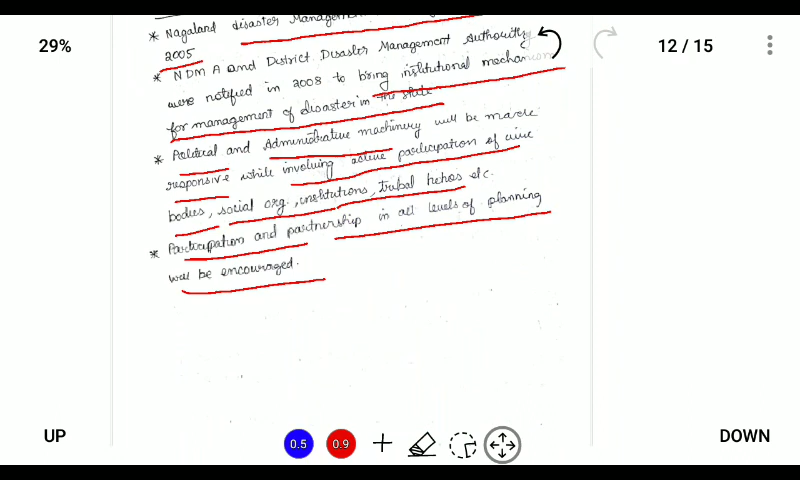 29%
12 / 15
* Nagaland disaster Manage
2005
* NDMA and District Disaster Management Authority
were notified in 2008 to bring institutional mechanism
for management of disaster in the state
* Political and Administrative machinery will be made
responsive while involving active participation of civic
bodies, social org., institutions, tribal hohos etc.
* Participation and partnership in all levels of planning
will be encouraged.
UP
0.5
0.9
DOWN